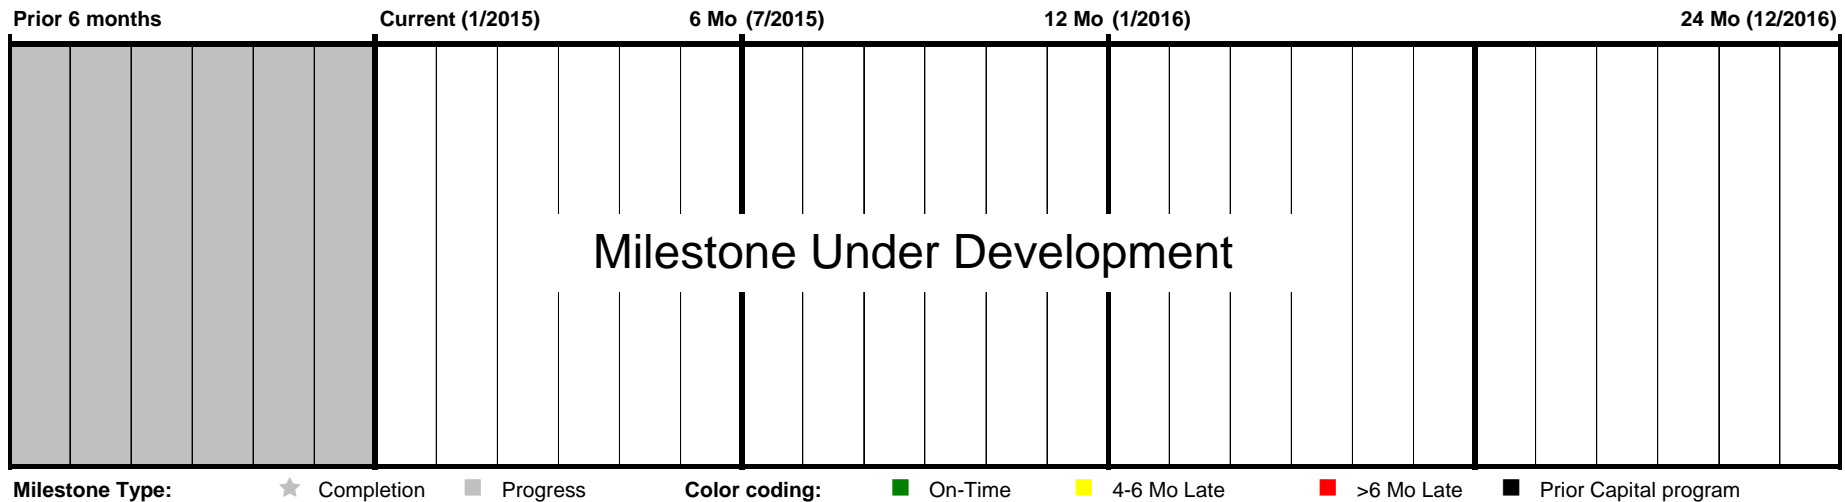 Prior 6 months Current (1/2015) 6 Mo (7/2015) 12 Mo (1/2016) 24 Mo (12/2016)
Milestone Under Development
Milestone Type: Completion Progress Color coding: On-Time 4-6 Mo Late >6 Mo Late Prior Capital program